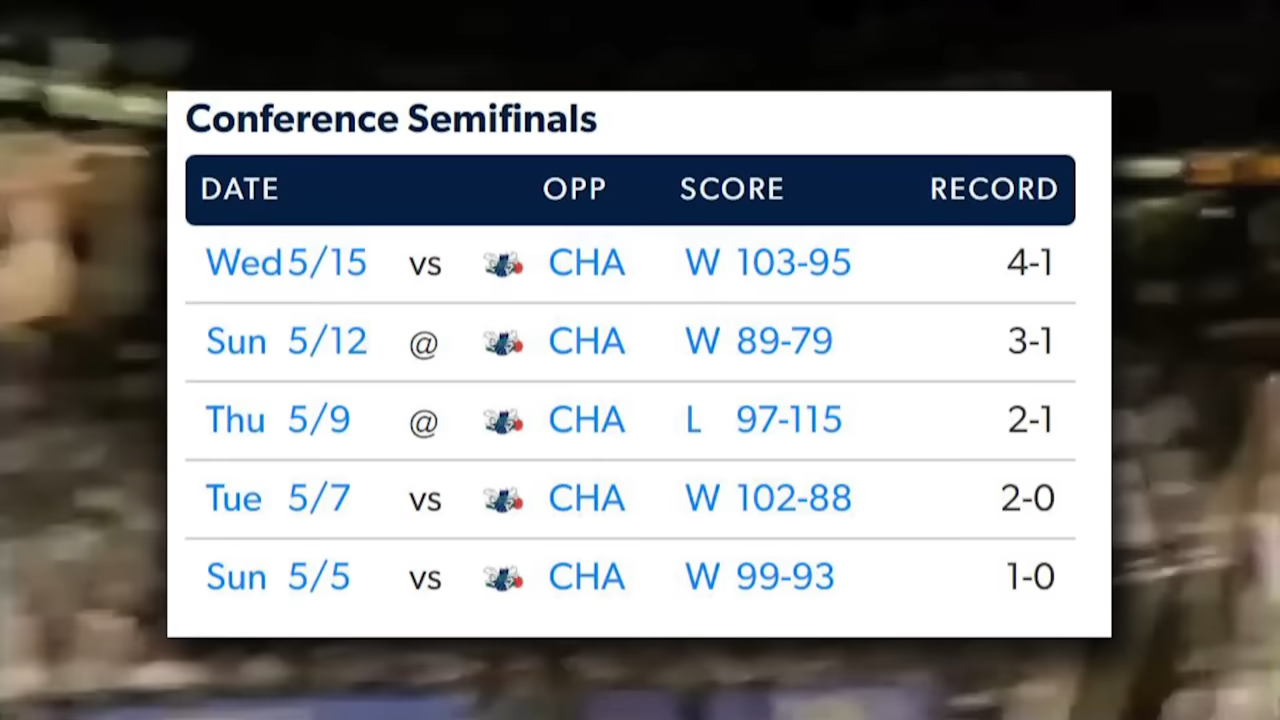 Conference Semifinals
DATE OPP SCORE RECORD
Wed 5/15 vs CHA W 103-95 4-1
Sun 5/12 @ CHA W 89-79 3-1
Thu 5/9 @ CHA L 97-115 2-1
Tue 5/7 vs CHA W 102-88 2-0
Sun 5/5 vs CHA W 99-93 1-0